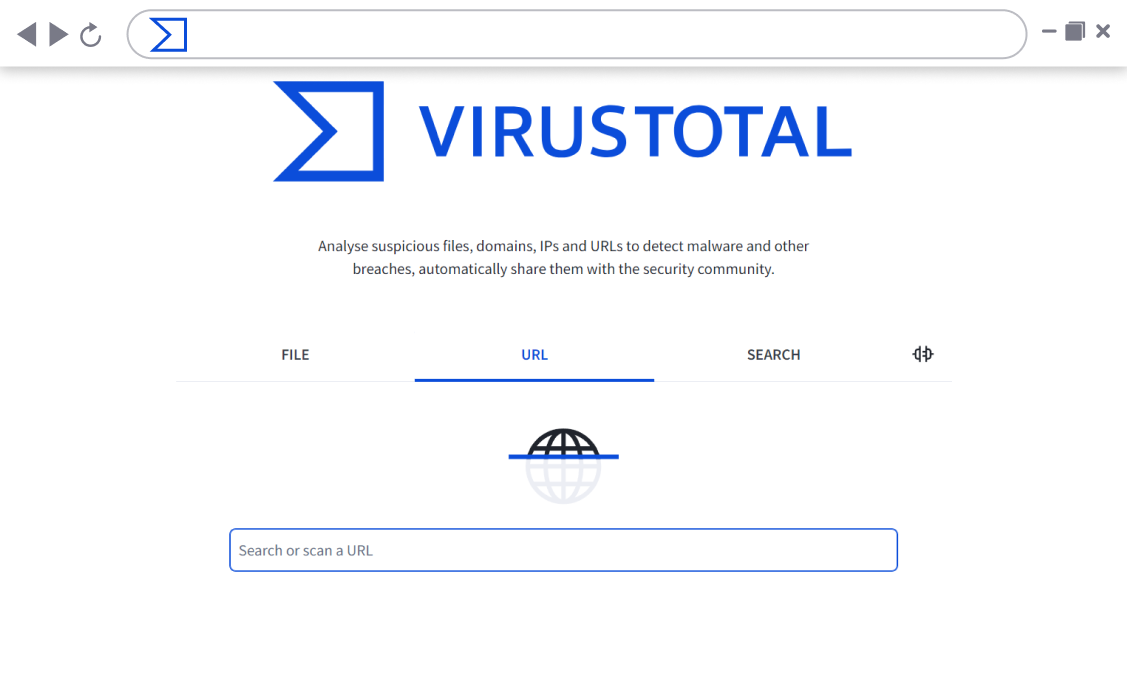 VIRUSTOTAL
Analyse suspicious files, domains, IPs and URLs to detect malware and other
breaches, automatically share them with the security community.
FILE
URL
SEARCH
Search or scan a URL